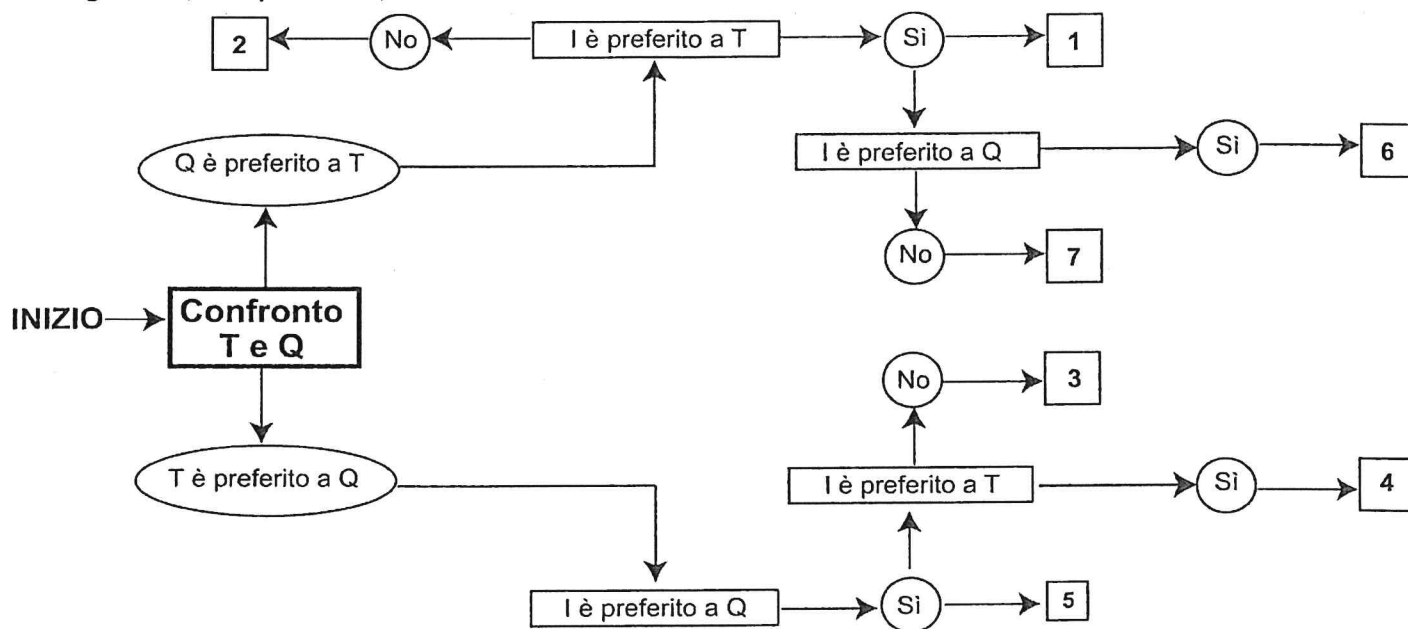 2
No
I è preferito a T
Sì
1
I è preferito a Q
Sì
6
Q è preferito a T
No
7
INIZIO
Confronto
T e Q
No
3
T è preferito a Q
I è preferito a T
Sì
4
I è preferito a Q
Sì
5